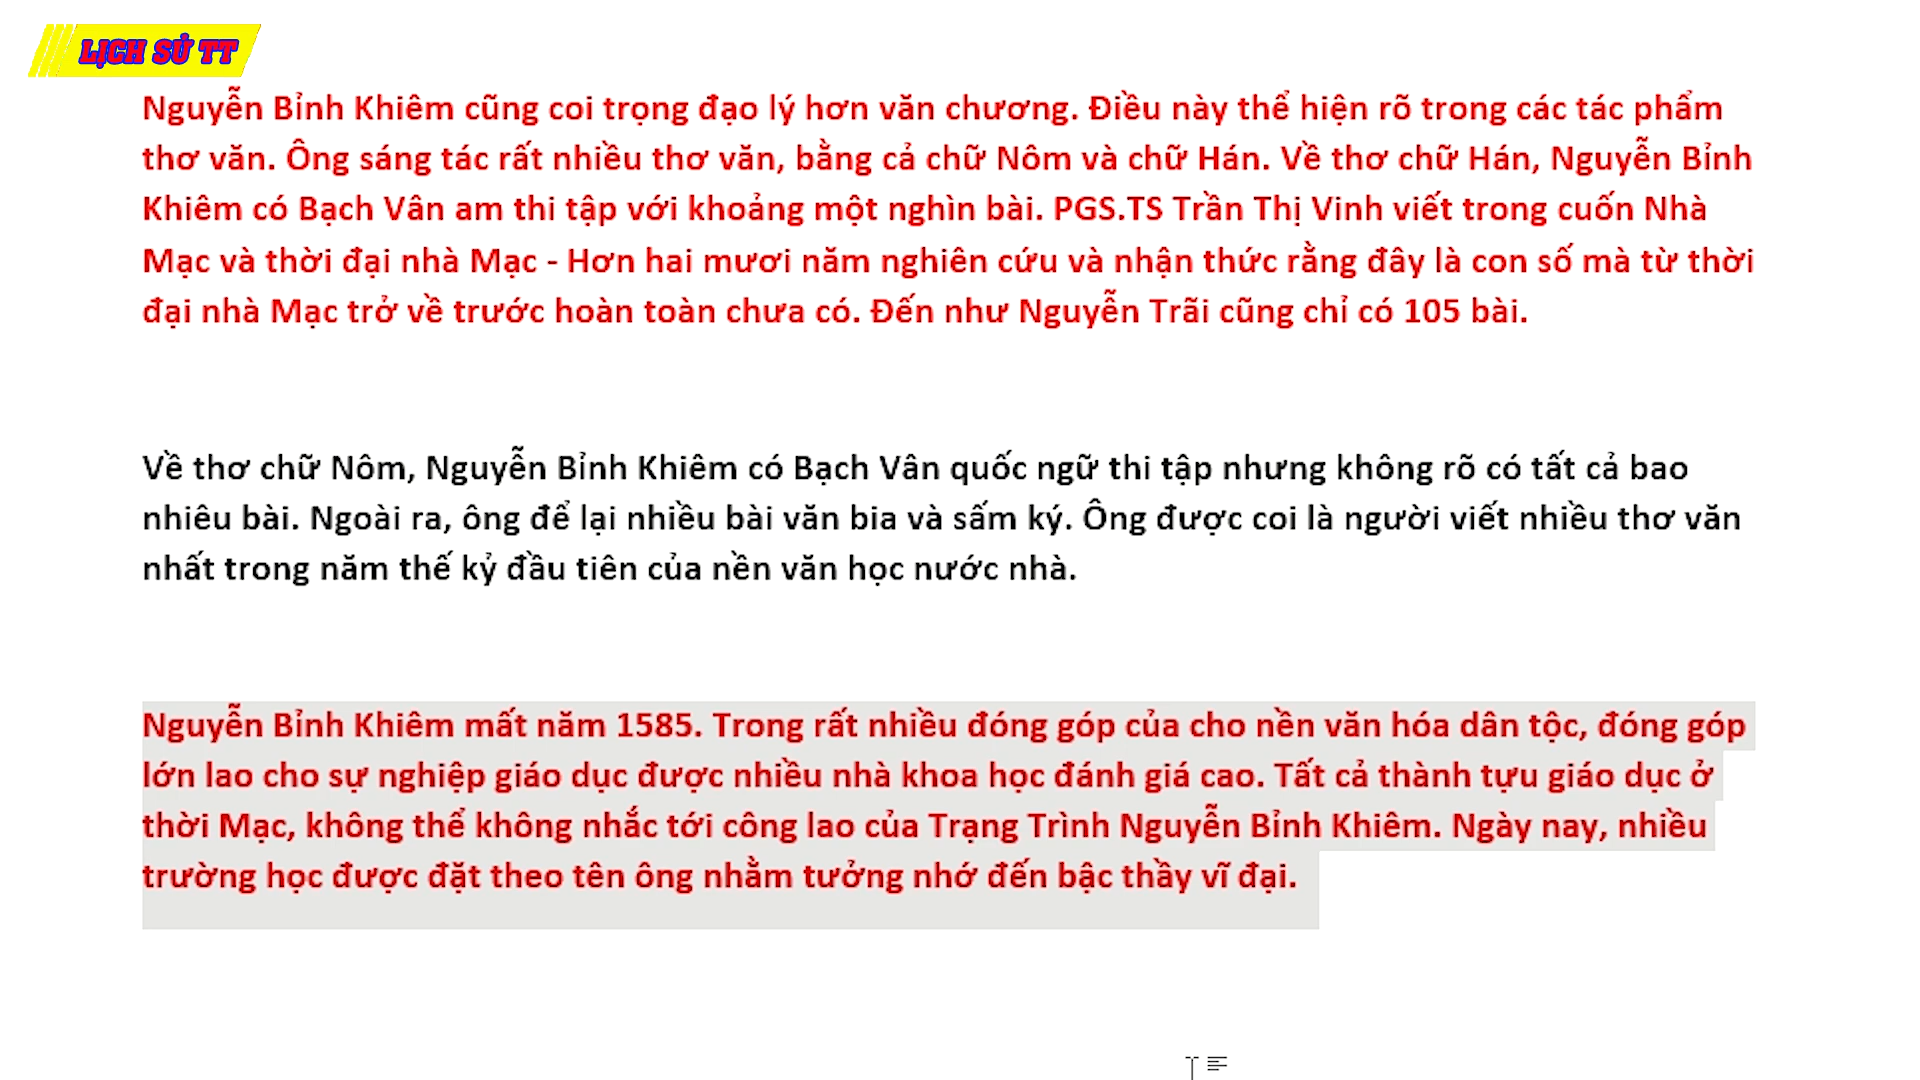 LỊCH SỬ TT
Nguyễn Bỉnh Khiêm cũng coi trọng đạo lý hơn văn chương. Điều này thể hiện rõ trong các tác phẩm
thơ văn. Ông sáng tác rất nhiều thơ văn, bằng cả chữ Nôm và chữ Hán. Về thơ chữ Hán, Nguyễn Bỉnh
Khiêm có Bạch Vân am thi tập với khoảng một nghìn bài. PGS.TS Trần Thị Vinh viết trong cuốn Nhà
Mạc và thời đại nhà Mạc - Hơn hai mươi năm nghiên cứu và nhận thức rằng đây là con số mà từ thời
đại nhà Mạc trở về trước hoàn toàn chưa có. Đến như Nguyễn Trãi cũng chỉ có 105 bài.
Về thơ chữ Nôm, Nguyễn Bỉnh Khiêm có Bạch Vân quốc ngữ thi tập nhưng không rõ có tất cả bao
nhiêu bài. Ngoài ra, ông để lại nhiều bài văn bia và sấm ký. Ông được coi là người viết nhiều thơ văn
nhất trong năm thế kỷ đầu tiên của nền văn học nước nhà.
Nguyễn Bỉnh Khiêm mất năm 1585. Trong rất nhiều đóng góp của cho nền văn hóa dân tộc, đóng góp
lớn lao cho sự nghiệp giáo dục được nhiều nhà khoa học đánh giá cao. Tất cả thành tựu giáo dục ở
thời Mạc, không thể không nhắc tới công lao của Trạng Trình Nguyễn Bỉnh Khiêm. Ngày nay, nhiều
trường học được đặt theo tên ông nhằm tưởng nhớ đến bậc thầy vĩ đại.